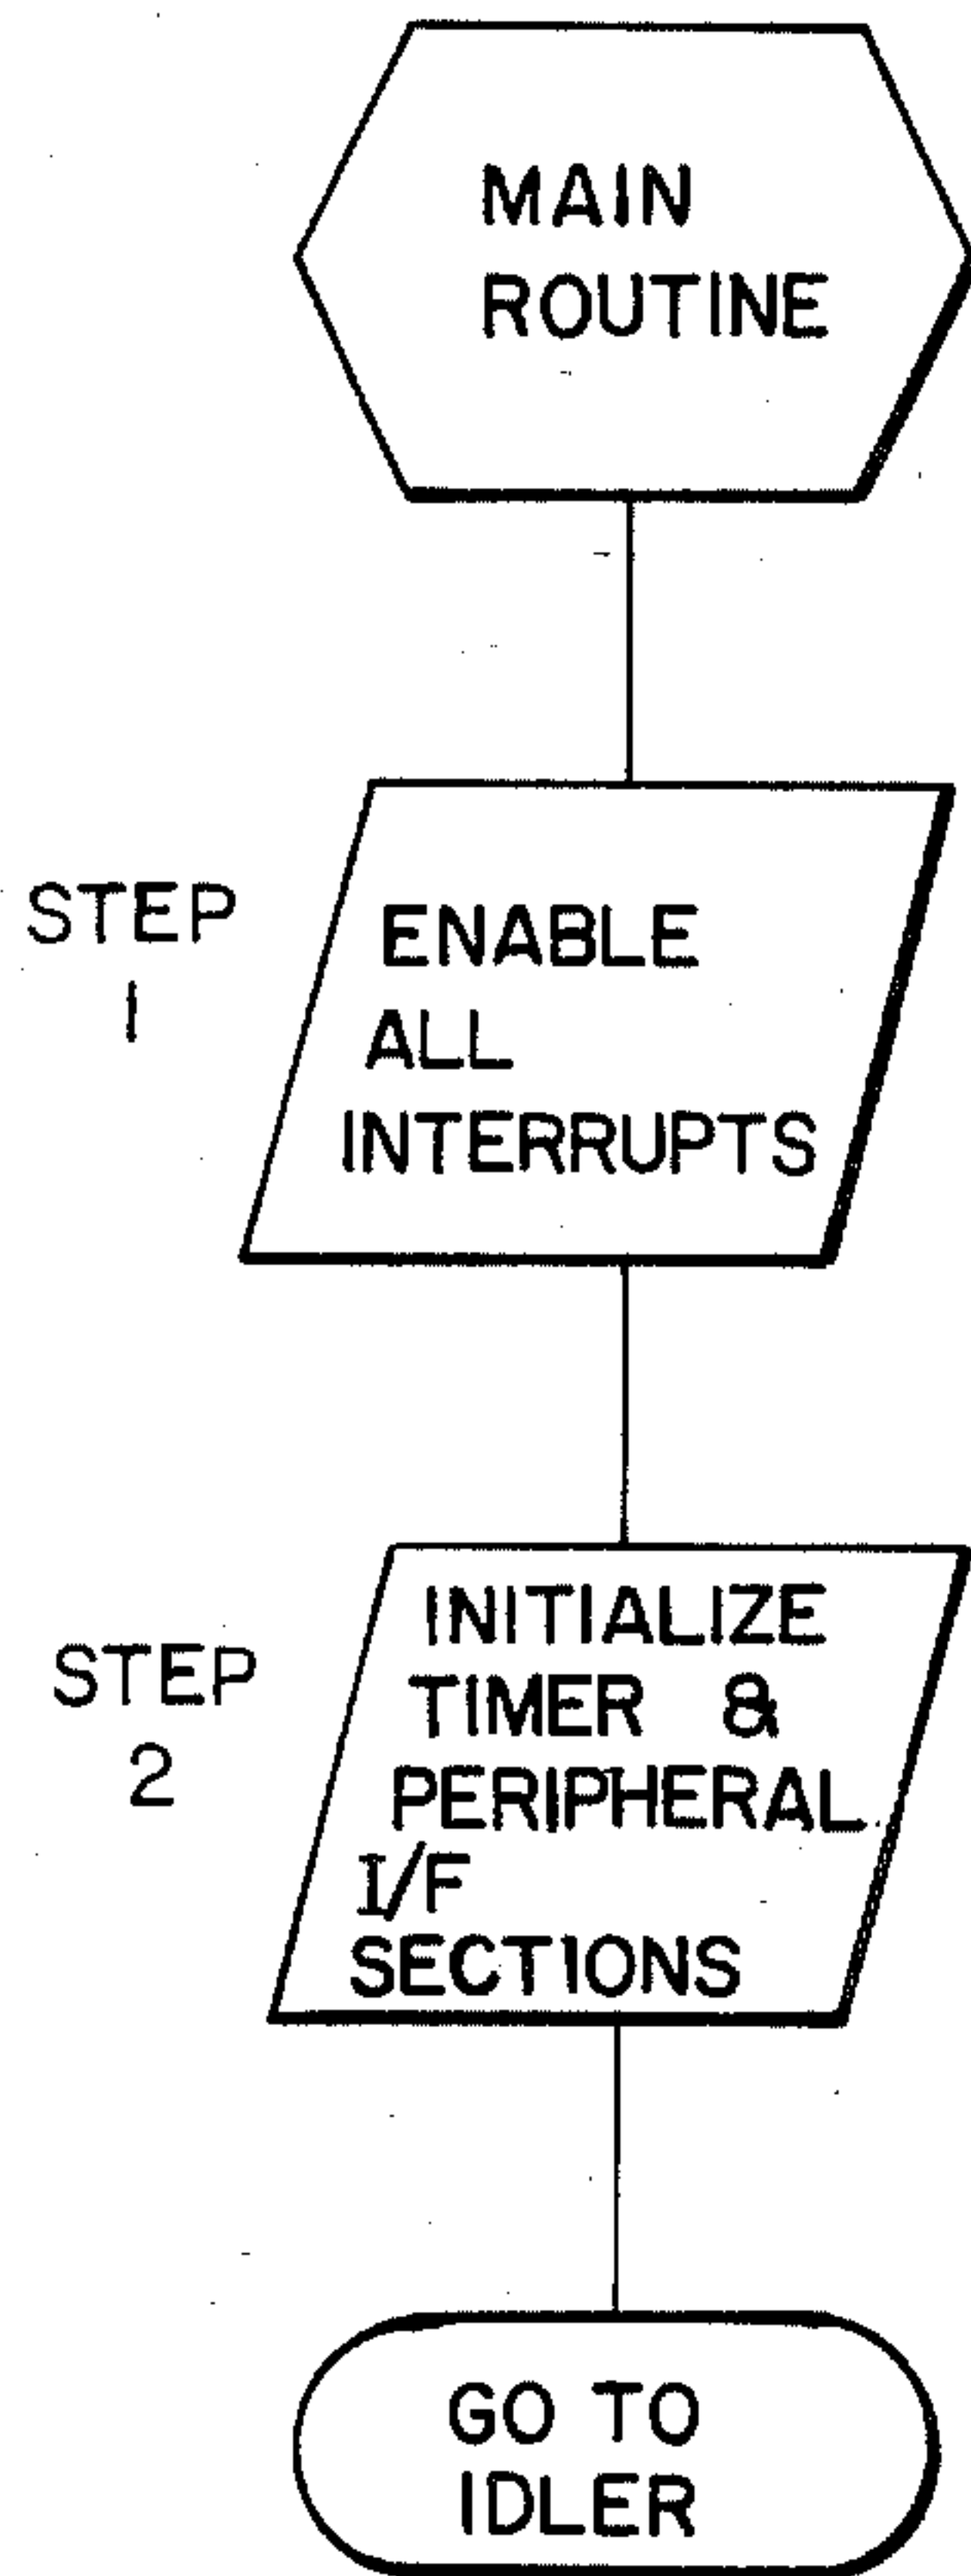 MAIN
ROUTINE
STEP
1
ENABLE
ALL
INTERRUPTS
STEP
2
INITIALIZE
TIMER &
PERIPHERAL
I/F
SECTIONS
GO TO
IDLER